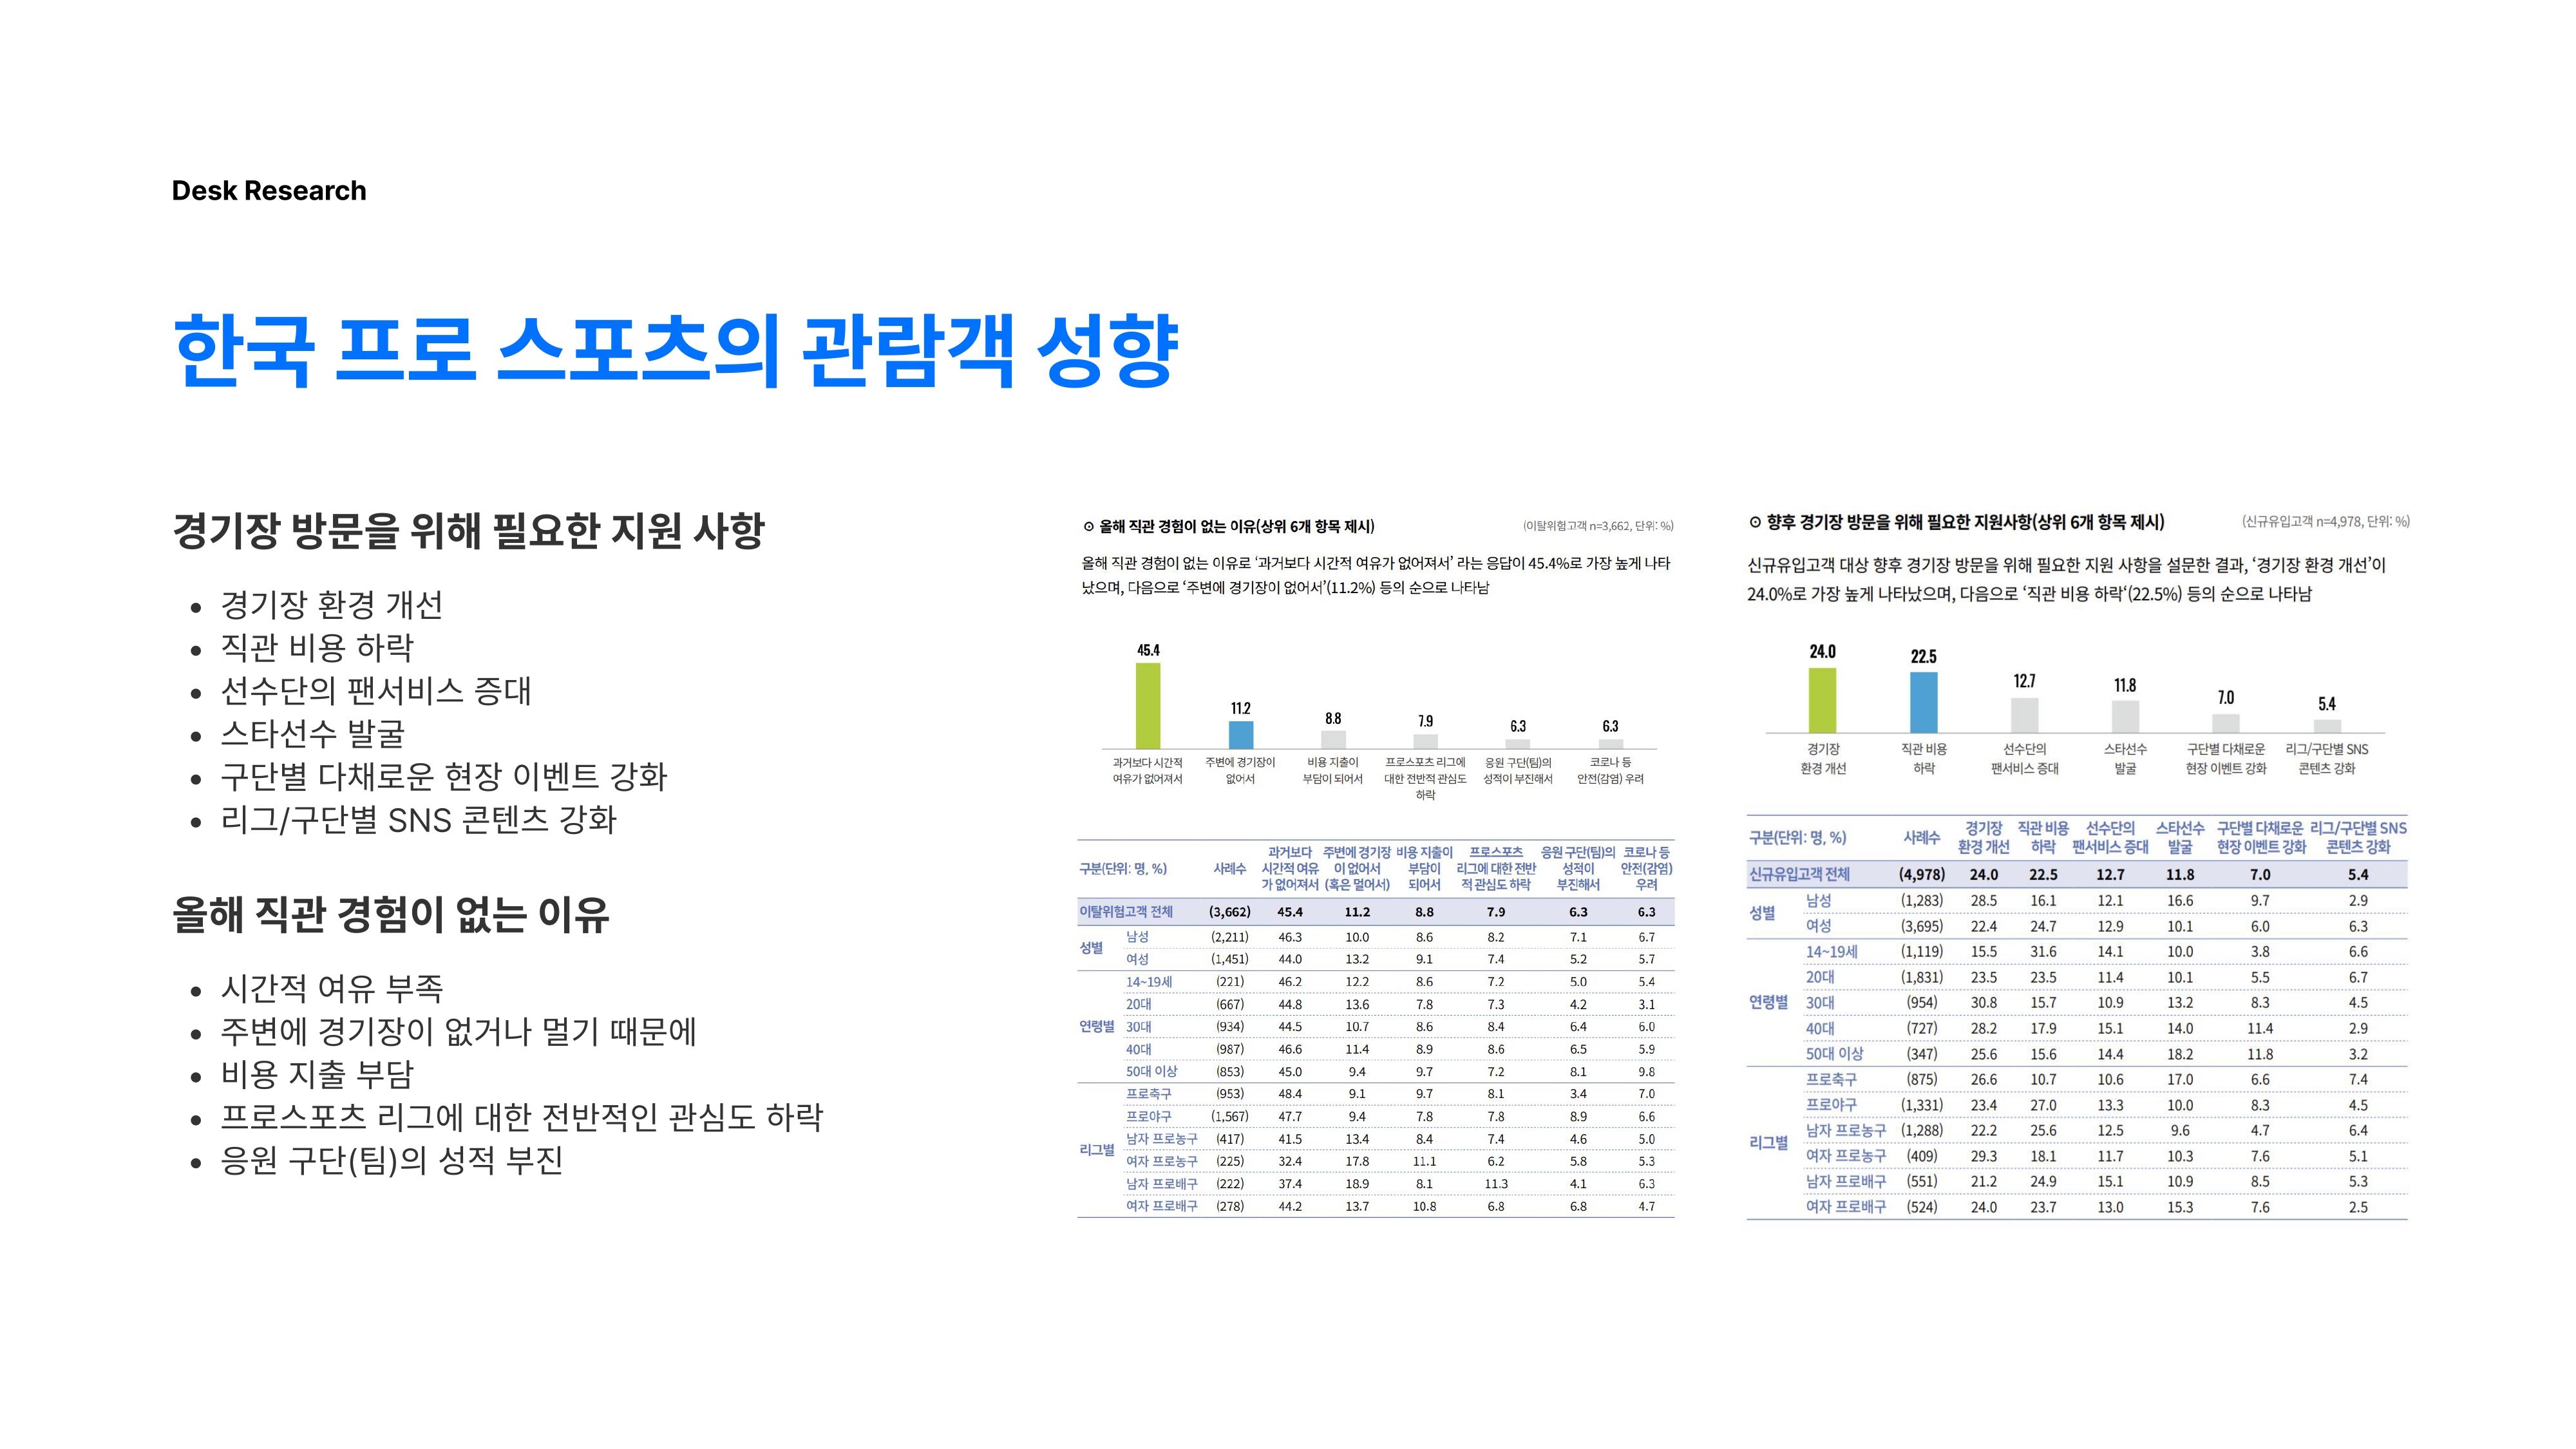 Desk Research
한국 프로 스포츠의 관람객 성향
경기장 방문을 위해 필요한 지원 사항
• 경기장 환경 개선
• 직관 비용 하락
• 선수단의 팬서비스 증대
• 스타선수 발굴
• 구단별 다채로운 현장 이벤트 강화
• 리그/구단별 SNS 콘텐츠 강화
올해 직관 경험이 없는 이유
• 시간적 여유 부족
• 주변에 경기장이 없거나 멀기 때문에
• 비용 지출 부담
• 프로스포츠 리그에 대한 전반적인 관심도 하락
• 응원 구단(팀)의 성적 부진
⊙ 올해 직관 경험이 없는 이유(상위 6개 항목 제시) (이탈위험고객 n=3,662, 단위: %)
올해 직관 경험이 없는 이유로 ‘과거보다 시간적 여유가 없어져서’ 라는 응답이 45.4%로 가장 높게 나타
났으며, 다음으로 ‘주변에 경기장이 없어서’(11.2%) 등의 순으로 나타남
45.4 11.2 8.8 7.9 6.3 6.3
과거보다 시간적 주변에 경기장이 비용 지출이 프로스포츠 리그에 응원 구단(팀)의 코로나 등
여유가 없어져서 없어서 부담이 되어서 대한 전반적 관심도 성적이 부진해서 안전(감염) 우려
하락
과거보다 주변에 경기장 비용 지출이 프로스포츠 응원 구단(팀)의 코로나 등
구분(단위: 명, %) 사례수 시간적 여유 이 없어서 부담이 리그에 대한 전반 성적이 안전(감염)
가 없어져서 (혹은 멀어서) 되어서 적 관심도 하락 부진해서 우려
이탈위험고객 전체 (3,662) 45.4 11.2 8.8 7.9 6.3 6.3
성별 남성 (2,211) 46.3 10.0 8.6 8.2 7.1 6.7
여성 (1,451) 44.0 13.2 9.1 7.4 5.2 5.7
14~19세 (221) 46.2 12.2 8.6 7.2 5.0 5.4
20대 (667) 44.8 13.6 7.8 7.3 4.2 3.1
연령별 30대 (934) 44.5 10.7 8.6 8.4 6.4 6.0
40대 (987) 46.6 11.4 8.9 8.6 6.5 5.9
50대 이상 (853) 45.0 9.4 9.7 7.2 8.1 9.8
프로축구 (953) 48.4 9.1 9.7 8.1 3.4 7.0
프로야구 (1,567) 47.7 9.4 7.8 7.8 8.9 6.6
남자 프로농구 (417) 41.5 13.4 8.4 7.4 4.6 5.0
리그별 여자 프로농구 (225) 32.4 17.8 11.1 6.2 5.8 5.3
남자 프로배구 (222) 37.4 18.9 8.1 11.3 4.1 6.3
여자 프로배구 (278) 44.2 13.7 10.8 6.8 6.8 4.7
⊙ 향후 경기장 방문을 위해 필요한 지원사항(상위 6개 항목 제시) (신규유입고객 n=4,978, 단위: %)
신규유입고객 대상 향후 경기장 방문을 위해 필요한 지원 사항을 설문한 결과, ‘경기장 환경 개선’이
24.0%로 가장 높게 나타났으며, 다음으로 ‘직관 비용 하락‘(22.5%) 등의 순으로 나타남
24.0 22.5 12.7 11.8 7.0 5.4
경기장 직관 비용 선수단의 스타선수 구단별 다채로운 리그/구단별 SNS
환경 개선 하락 팬서비스 증대 발굴 현장 이벤트 강화 콘텐츠 강화
구분(단위: 명, %) 사례수 경기장 직관 비용 선수단의 스타선수 구단별 다채로운 리그/구단별 SNS
환경 개선 하락 팬서비스 증대 발굴 현장 이벤트 강화 콘텐츠 강화
신규유입고객 전체 (4,978) 24.0 22.5 12.7 11.8 7.0 5.4
성별 남성 (1,283) 28.5 16.1 12.1 16.6 9.7 2.9
여성 (3,695) 22.4 24.7 12.9 10.1 6.0 6.3
14~19세 (1,119) 15.5 31.6 14.1 10.0 3.8 6.6
20대 (1,831) 23.5 23.5 11.4 10.1 5.5 6.7
연령별 30대 (954) 30.8 15.7 10.9 13.2 8.3 4.5
40대 (727) 28.2 17.9 15.1 14.0 11.4 2.9
50대 이상 (347) 25.6 15.6 14.4 18.2 11.8 3.2
프로축구 (875) 26.6 10.7 10.6 17.0 6.6 7.4
프로야구 (1,331) 23.4 27.0 13.3 10.0 8.3 4.5
리그별 남자 프로농구 (1,288) 22.2 25.6 12.5 9.6 4.7 6.4
여자 프로농구 (409) 29.3 18.1 11.7 10.3 7.6 5.1
남자 프로배구 (551) 21.2 24.9 15.1 10.9 8.5 5.3
여자 프로배구 (524) 24.0 23.7 13.0 15.3 7.6 2.5